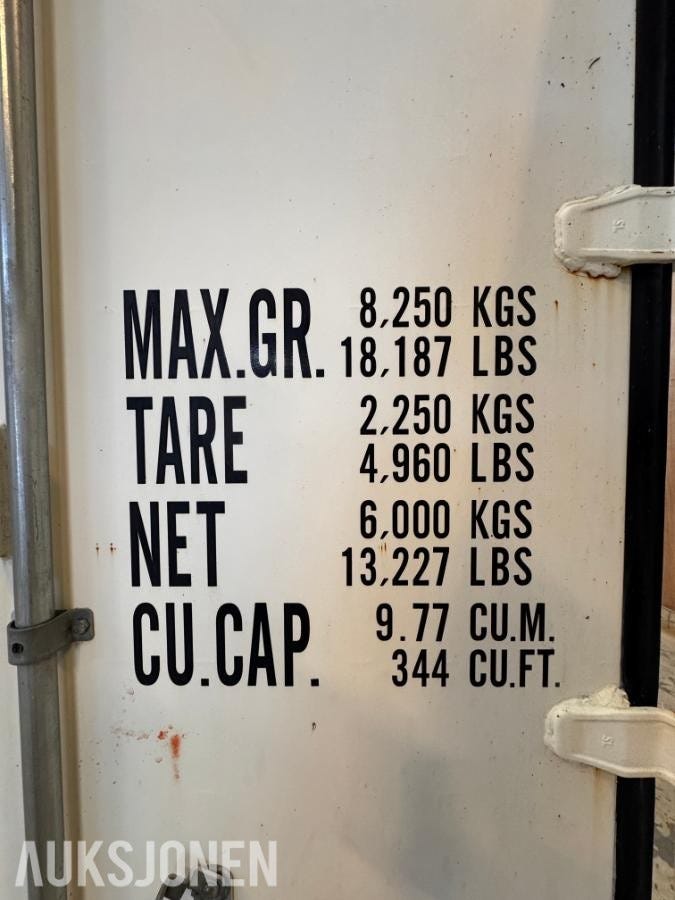 MAX.GR. 8,250 KGS
18,187 LBS
TARE 2,250 KGS
4,960 LBS
NET 6,000 KGS
13,227 LBS
CU.CAP. 9.77 CU.M.
344 CU.FT.
AUKSJONEN